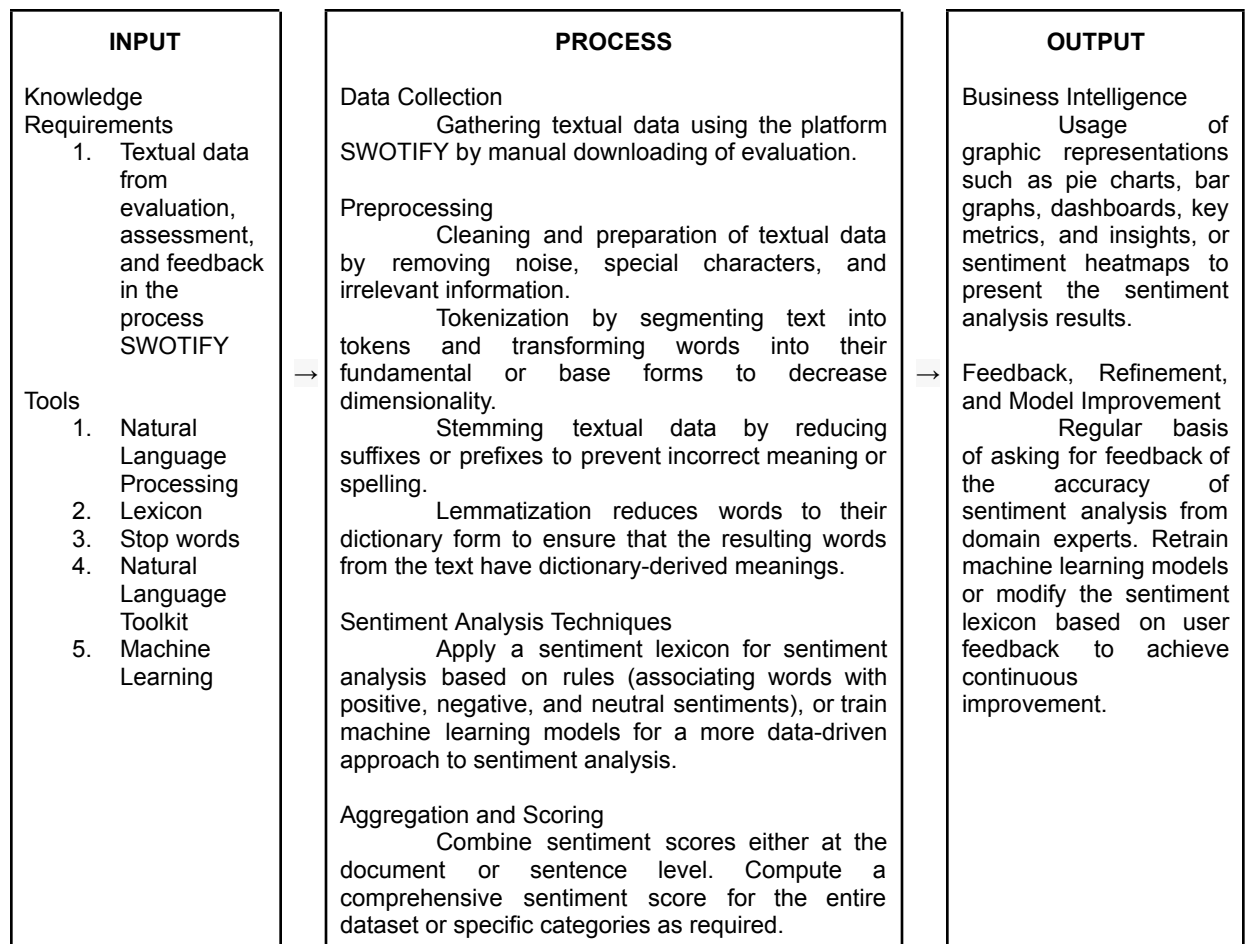 INPUT
Knowledge
Requirements
1. Textual data
from
evaluation,
assessment,
and feedback
in the
process
SWOTIFY
Tools
1. Natural
Language
Processing
2. Lexicon
3. Stop words
4. Natural
Language
Toolkit
5. Machine
Learning
→
PROCESS
Data Collection
Gathering textual data using the platform
SWOTIFY by manual downloading of evaluation.
Preprocessing
Cleaning and preparation of textual data
by removing noise, special characters, and
irrelevant information.
Tokenization by segmenting text into
tokens and transforming words into their
fundamental or base forms to decrease
dimensionality.
Stemming textual data by reducing
suffixes or prefixes to prevent incorrect meaning or
spelling.
Lemmatization reduces words to their
dictionary form to ensure that the resulting words
from the text have dictionary-derived meanings.
Sentiment Analysis Techniques
Apply a sentiment lexicon for sentiment
analysis based on rules (associating words with
positive, negative, and neutral sentiments), or train
machine learning models for a more data-driven
approach to sentiment analysis.
Aggregation and Scoring
Combine sentiment scores either at the
document or sentence level. Compute a
comprehensive sentiment score for the entire
dataset or specific categories as required.
→
OUTPUT
Business Intelligence
Usage of
graphic representations
such as pie charts, bar
graphs, dashboards, key
metrics, and insights, or
sentiment heatmaps to
present the sentiment
analysis results.
Feedback, Refinement,
and Model Improvement
Regular basis
of asking for feedback of
the accuracy of
sentiment analysis from
domain experts. Retrain
machine learning models
or modify the sentiment
lexicon based on user
feedback to achieve
continuous
improvement.